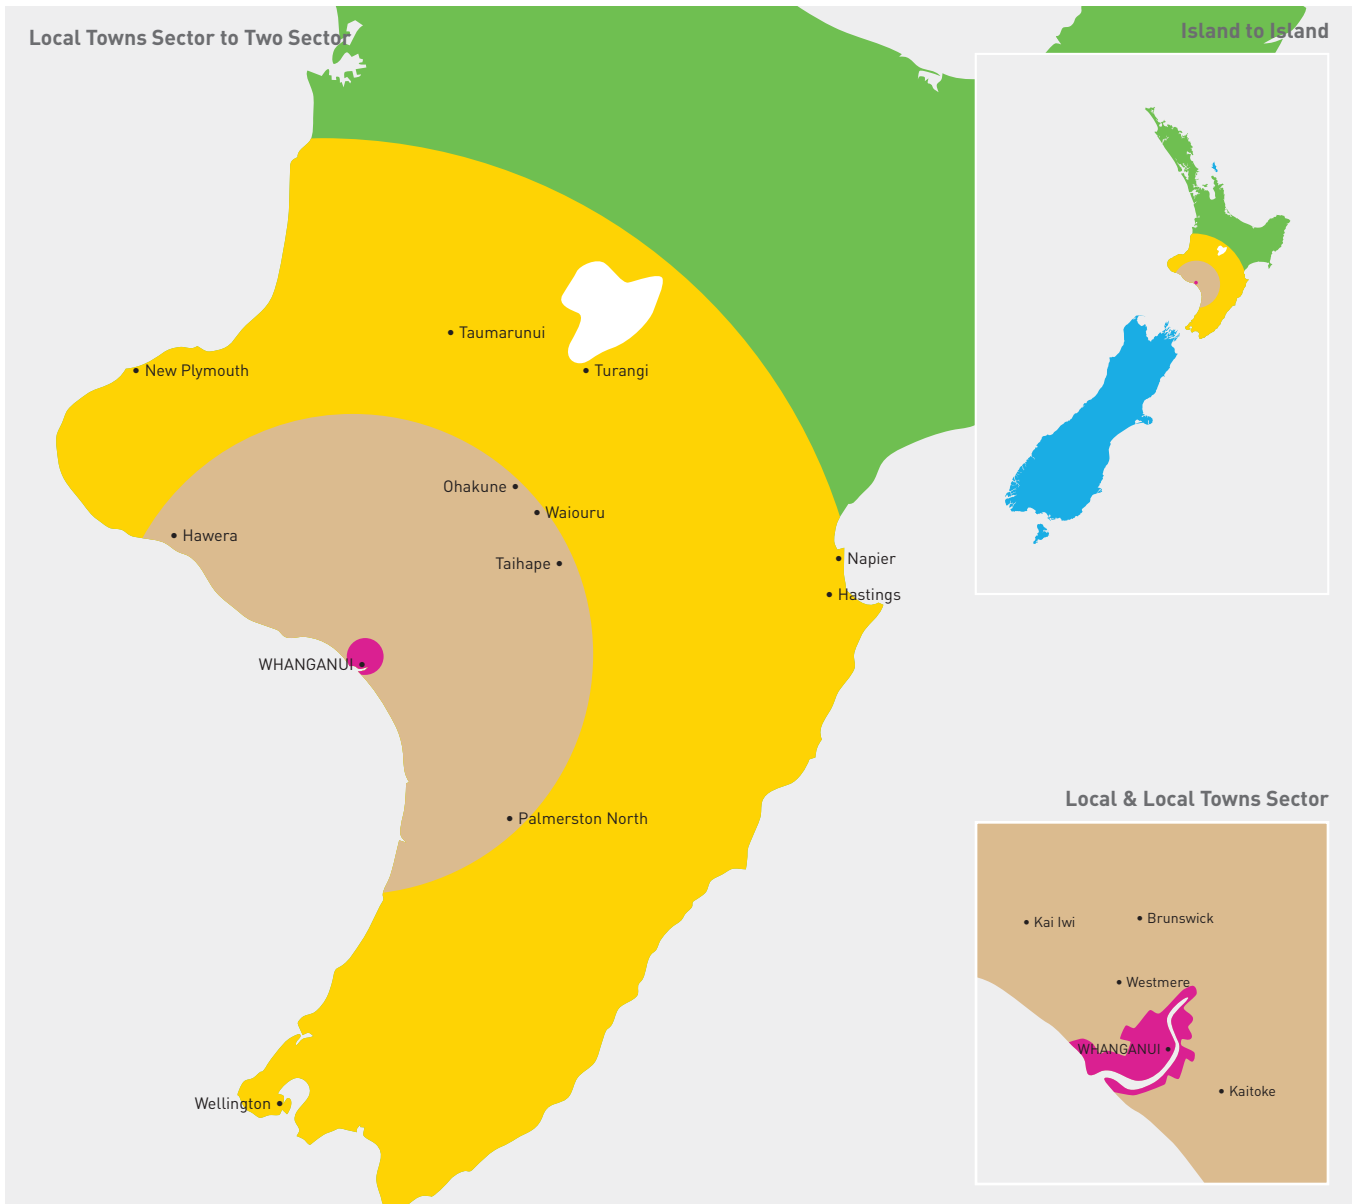 Local Towns Sector to Two Sector
Island to Island
Taumarunui
New Plymouth
Turangi
Ohakune
Waiouru
Hawera
Taihape
Napier
Hastings
WHANGANUI
Palmerston North
Wellington
Local & Local Towns Sector
Kai Iwi
Brunswick
Westmere
WHANGANUI
Kaitoke